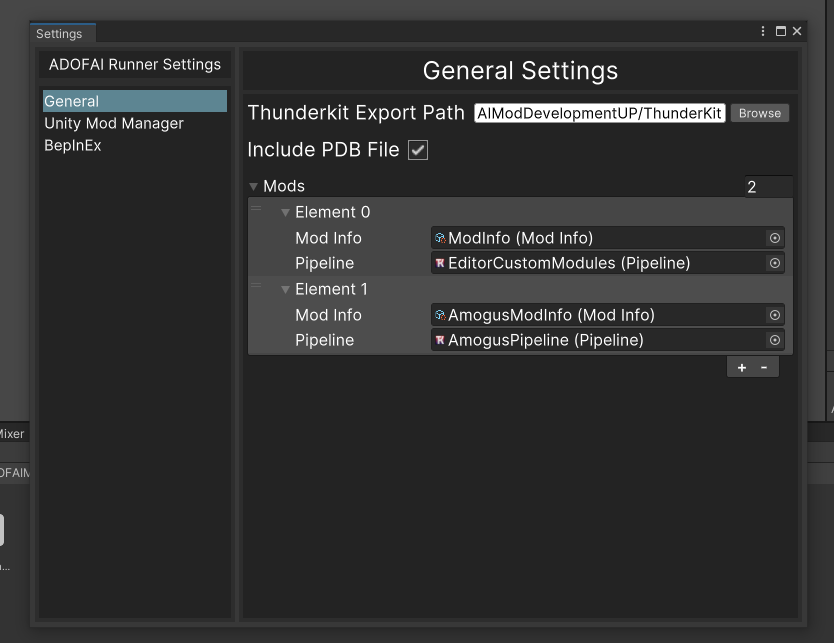 Settings
ADOFAI Runner Settings
General
Unity Mod Manager
BepInEx
General Settings
Thunderkit Export Path AIModDevelopmentUP/ThunderKit Browse
Include PDB File
Mods 2
Element 0
Mod Info ModInfo (Mod Info)
Pipeline EditorCustomModules (Pipeline)
Element 1
Mod Info AmogusModInfo (Mod Info)
Pipeline AmogusPipeline (Pipeline)
+ -
Mixer